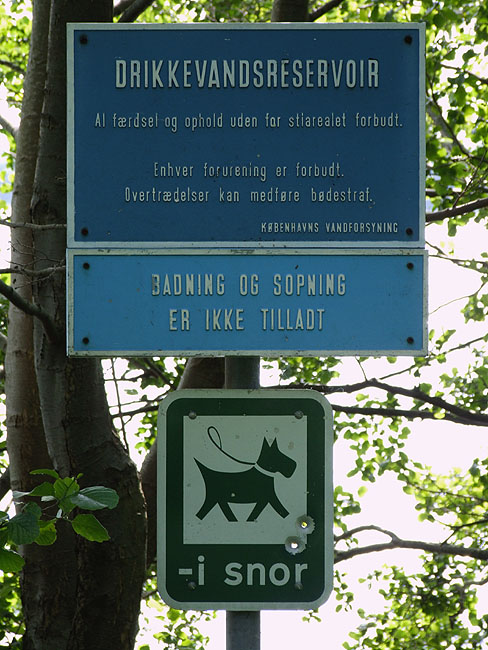 DRIKKEVANDSRESERVOIR
Al færdsel og ophold uden for stiarealet forbudt.
Enhver forurening er forbudt.
Overtrædelser kan medføre bødestraf.
KØBENHAVNS VANDFORSYNING
BADNING OG SOPNING
ER IKKE TILLADT
-i snor